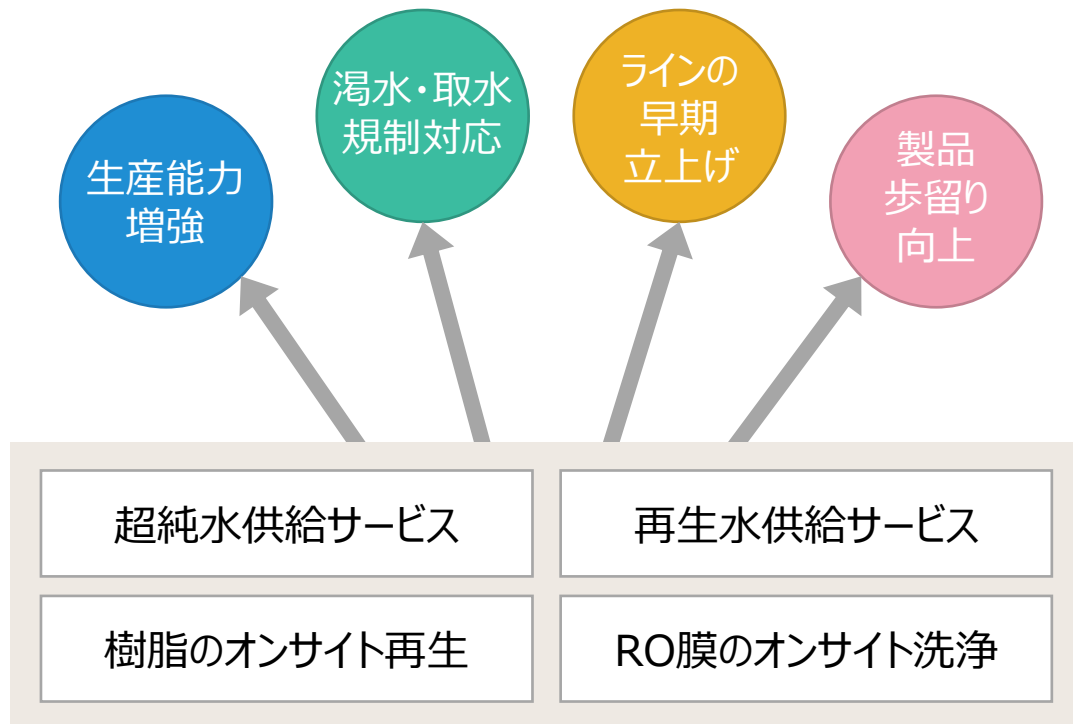 生産能力
増強
渇水・取水
規制対応
ラインの
早期
立上げ
製品
歩留り
向上
超純水供給サービス
再生水供給サービス
樹脂のオンサイト再生
RO膜のオンサイト洗浄